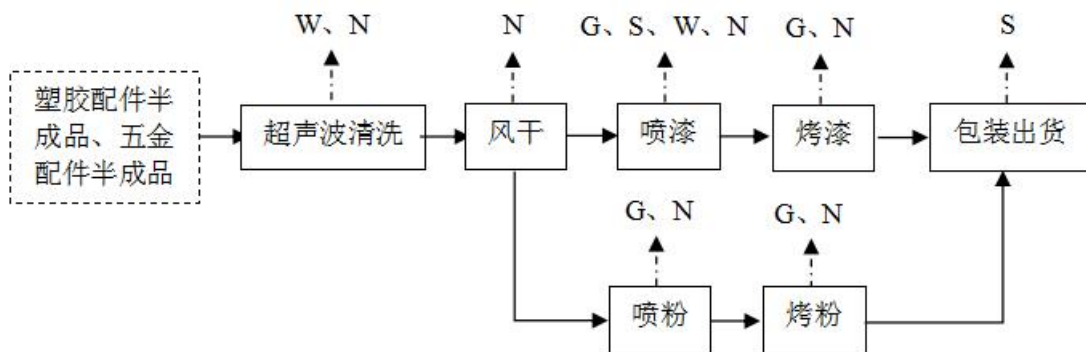 W、N
N
G、S、W、N
G、N
S
塑胶配件半
成品、五金
配件半成品
超声波清洗
风干
喷漆
烤漆
包装出货
G、N
G、N
喷粉
烤粉